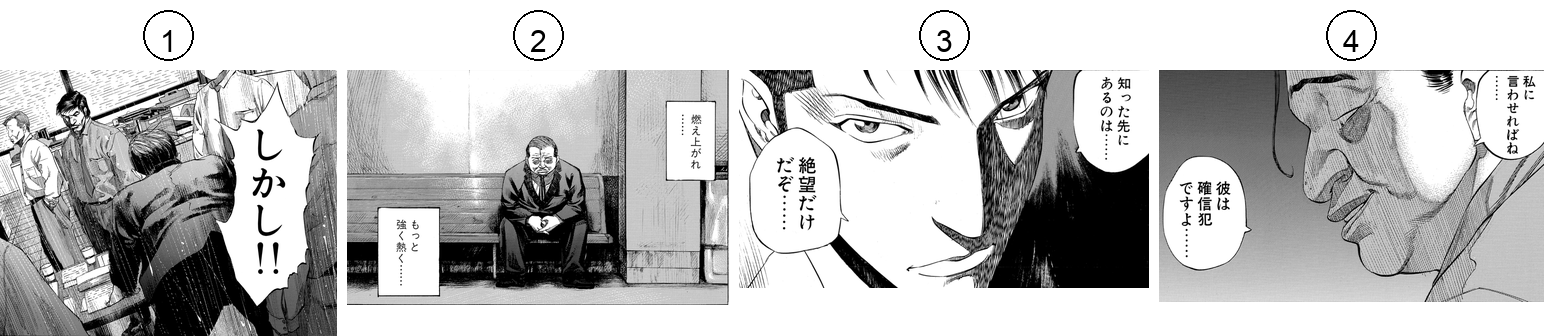 1
しかし!!
2
燃え上がれ
……
もっと
強く熱く……
3
知った先に
あるのは……
絶望だけ
だぞ……
4
私に
言わせればね
……
彼は
確信犯
ですよ……